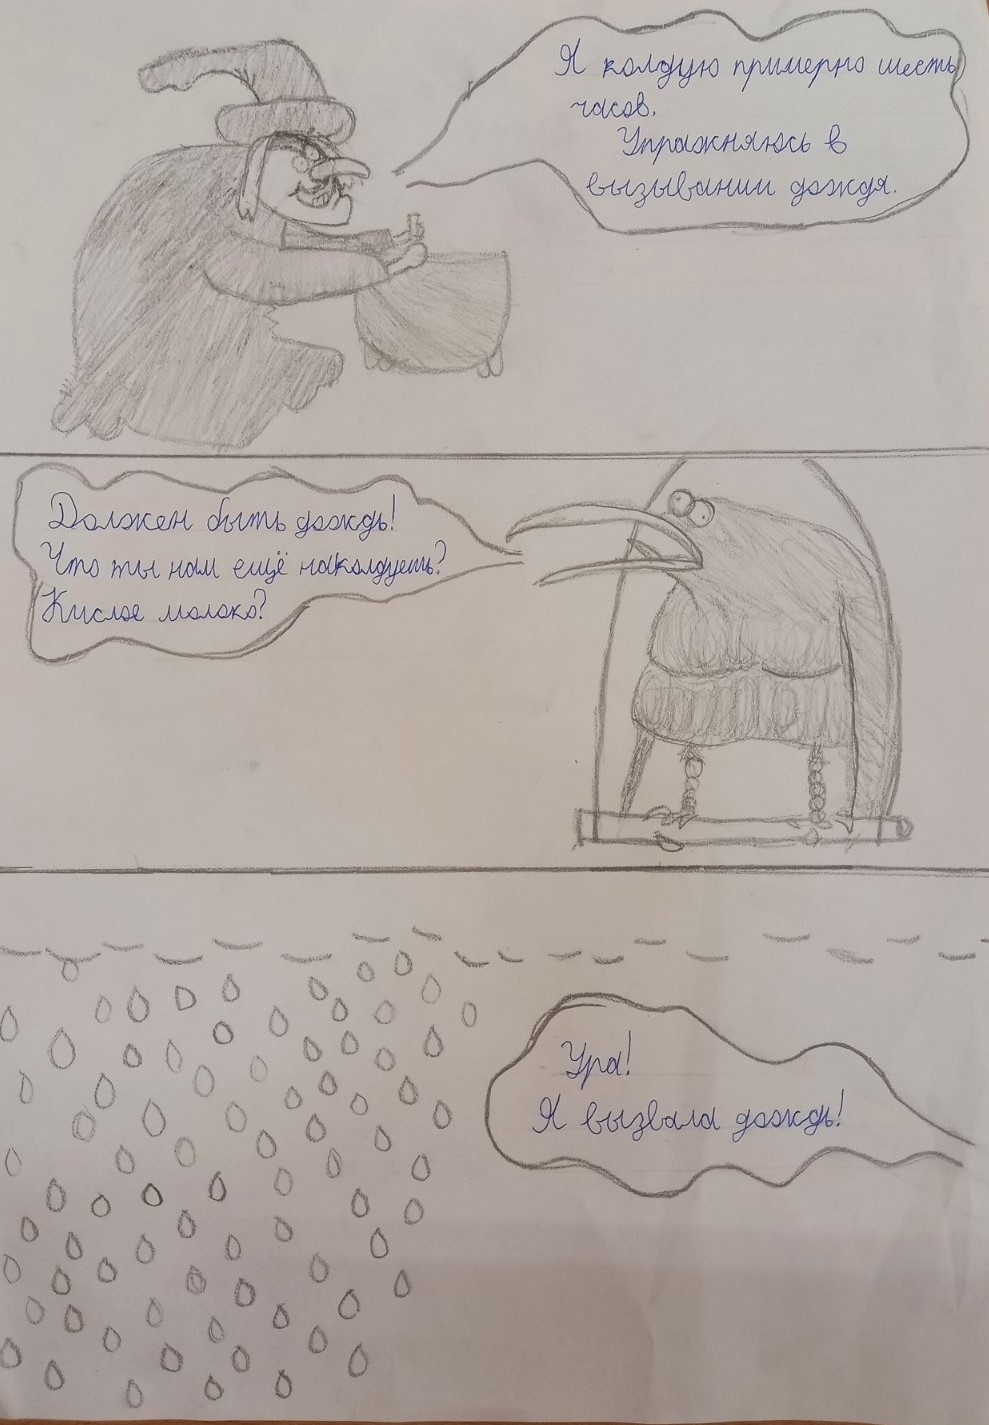 Я колдую примерно шесть
часов.
Упражняюсь в
вызывании дождя.
Должен быть дождь!
Что ты нам ещё наколдуешь?
Кислое молоко?
Ура!
Я вызвала дождь!